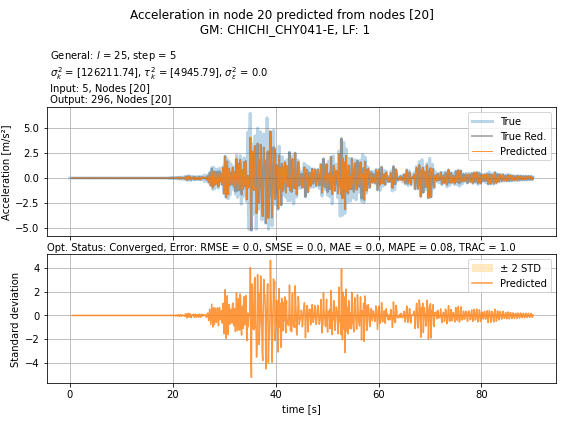 Acceleration in node 20 predicted from nodes [20]
GM: CHICHI_CHY041-E, LF: 1
General: l = 25, step = 5
σ²ₖ = [126211.74], τ²ₖ = [4945.79], σ²ε = 0.0
Input: 5, Nodes [20]
Output: 296, Nodes [20]
Acceleration [m/s²]
5.0
2.5
0.0
−2.5
−5.0
True
True Red.
Predicted
Opt. Status: Converged, Error: RMSE = 0.0, SMSE = 0.0, MAE = 0.0, MAPE = 0.08, TRAC = 1.0
Standard deviation
4
2
0
−2
−4
± 2 STD
Predicted
0 20 40 60 80
time [s]